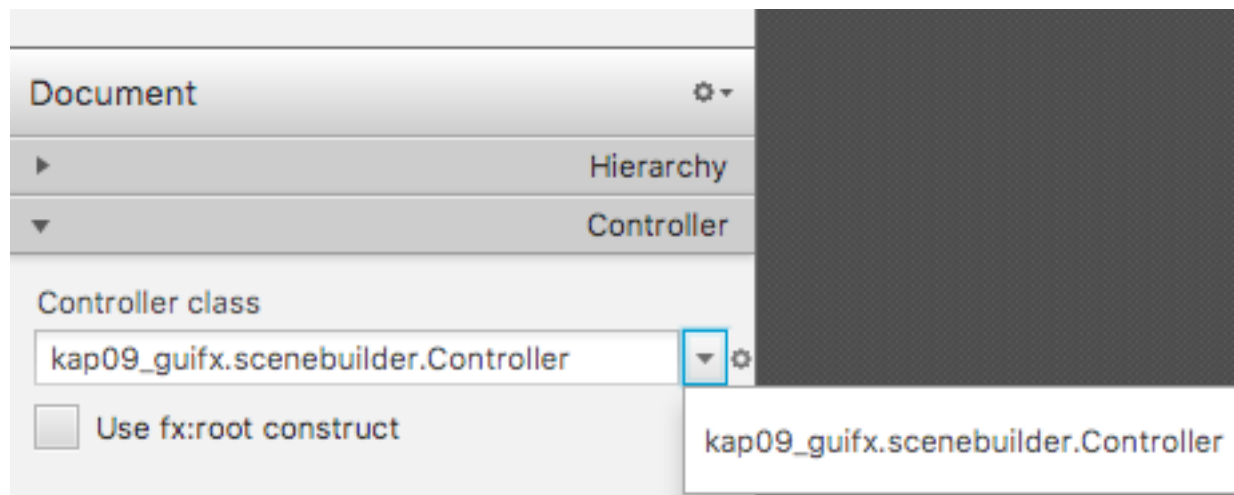 Document
Hierarchy
Controller
Controller class
kap09_guifx.scenebuilder.Controller
Use fx:root construct
kap09_guifx.scenebuilder.Controller